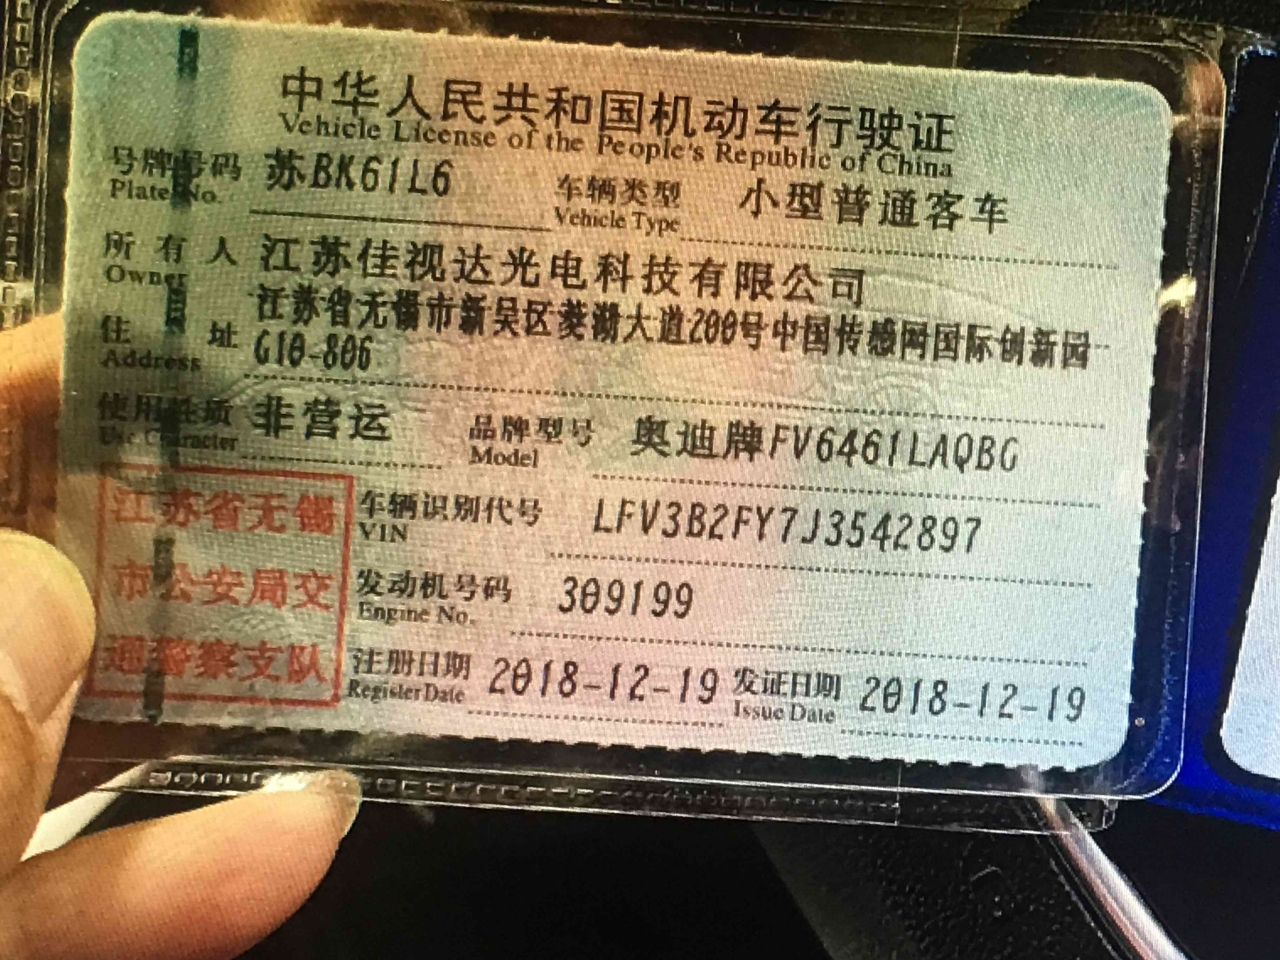 中华人民共和国机动车行驶证
Vehicle License of the People's Republic of China
号牌号码 苏BK61L6 车辆类型 小型普通客车
Plate No. Vehicle Type
所有人 江苏佳视达光电科技有限公司
Owner
住址 江苏省无锡市新吴区菱湖大道200号中国传感网国际创新园
Address G10-806
使用性质 非营运 品牌型号 奥迪牌FV6461LAQBG
Use Character Model
江苏省无锡
市公安局交
通警察支队
车辆识别代号 LFV3B2FY7J3542897
VIN
发动机号码 309199
Engine No.
注册日期 2018-12-19 发证日期 2018-12-19
Register Date Issue Date